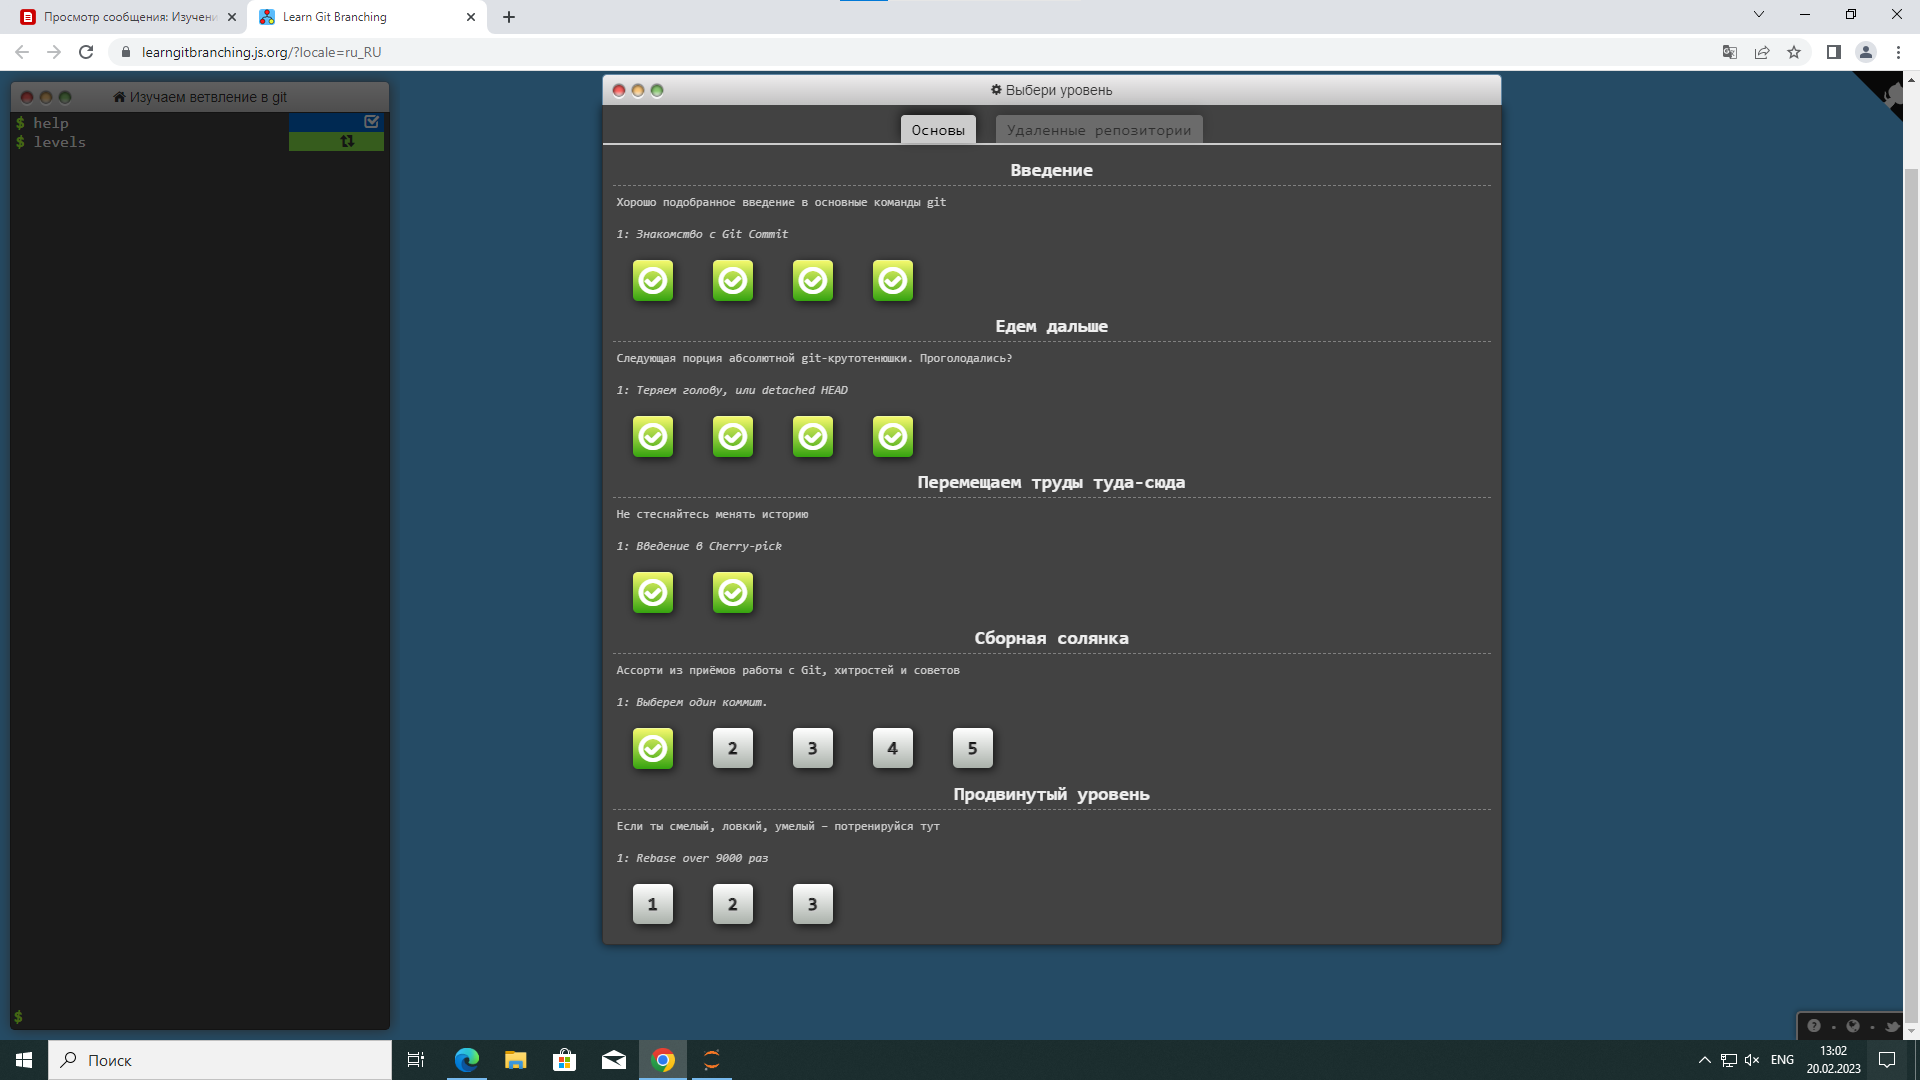 Просмотр сообщения: Изучени
Learn Git Branching
learngitbranching.js.org/?locale=ru_RU
Изучаем ветвление в git
$ help
$ levels
$
Выбери уровень
Основы
Удаленные репозитории
Введение
Хорошо подобранное введение в основные команды git
1: Знакомство с Git Commit
Едем дальше
Следующая порция абсолютной git-крутотенюшки. Проголодались?
1: Теряем голову, или detached HEAD
Перемещаем труды туда-сюда
Не стесняйтесь менять историю
1: Введение в Cherry-pick
Сборная солянка
Ассорти из приёмов работы с Git, хитростей и советов
1: Выберем один коммит.
2 3 4 5
Продвинутый уровень
Если ты смелый, ловкий, умелый – потренируйся тут
1: Rebase over 9000 раз
1 2 3
Поиск
ENG
13:02
20.02.2023